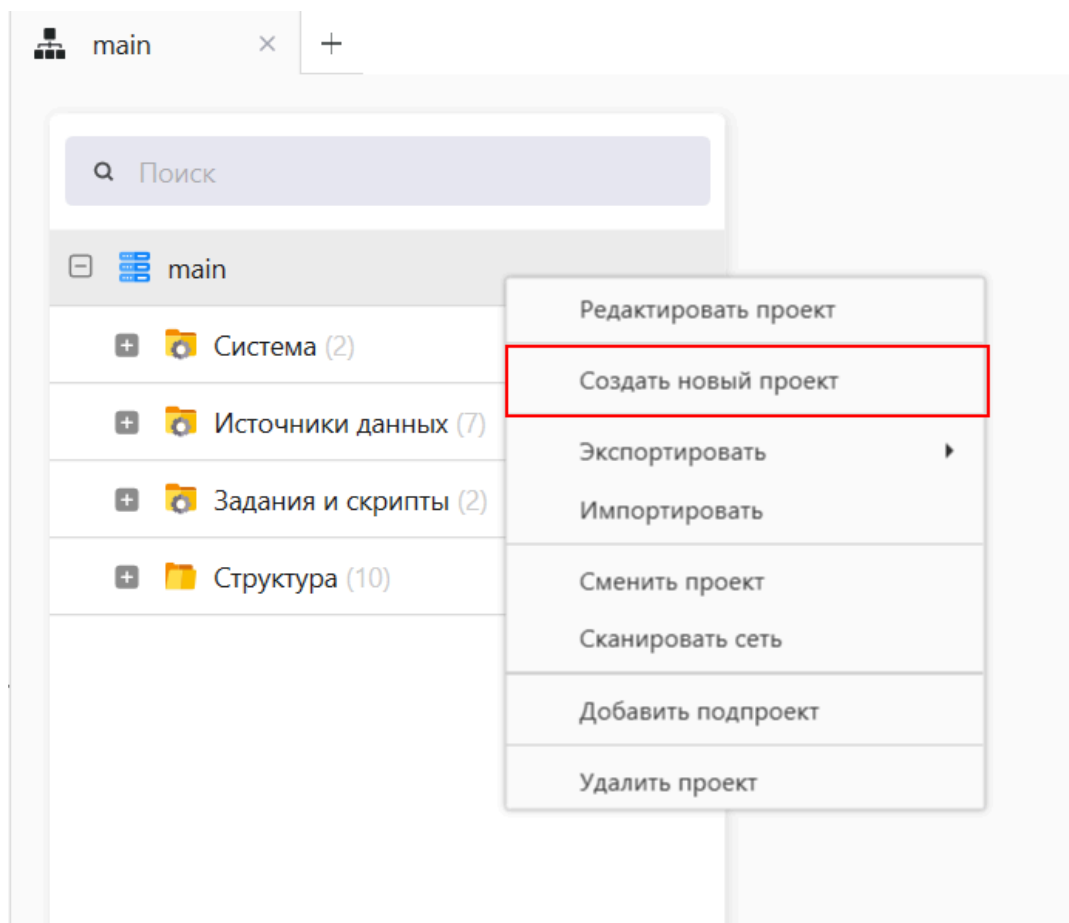 main
Поиск
main
Система (2)
Источники данных (7)
Задания и скрипты (2)
Структура (10)
Редактировать проект
Создать новый проект
Экспортировать
Импортировать
Сменить проект
Сканировать сеть
Добавить подпроект
Удалить проект